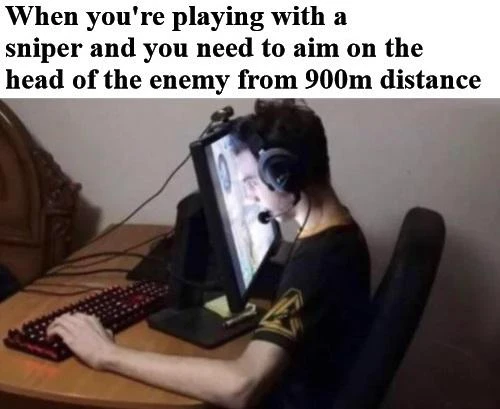 When you're playing with a
sniper and you need to aim on the
head of the enemy from 900m distance